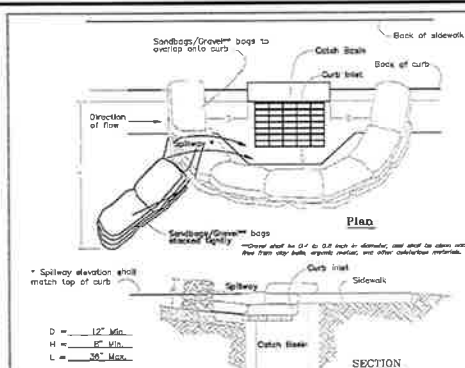 Back of sidewalk
Sandbags/Gravel*** bags to
overlap onto curb
Catch Basin
Curb Inlet
Back of curb
Direction
of flow
D
D
Spillway *
L
Sandbags/Gravel*** bags
stacked tightly
Plan
***Gravel shall be 0.4 to 0.8 inch in diameter, and shall be clean and
free from clay balls, organic matter, and other deleterious materials.
* Spillway elevation shall
match top of curb
Spillway
Curb inlet
Sidewalk
D = 12" Min.
H = 8" Min.
L = 36" Max.
Catch Basin
SECTION